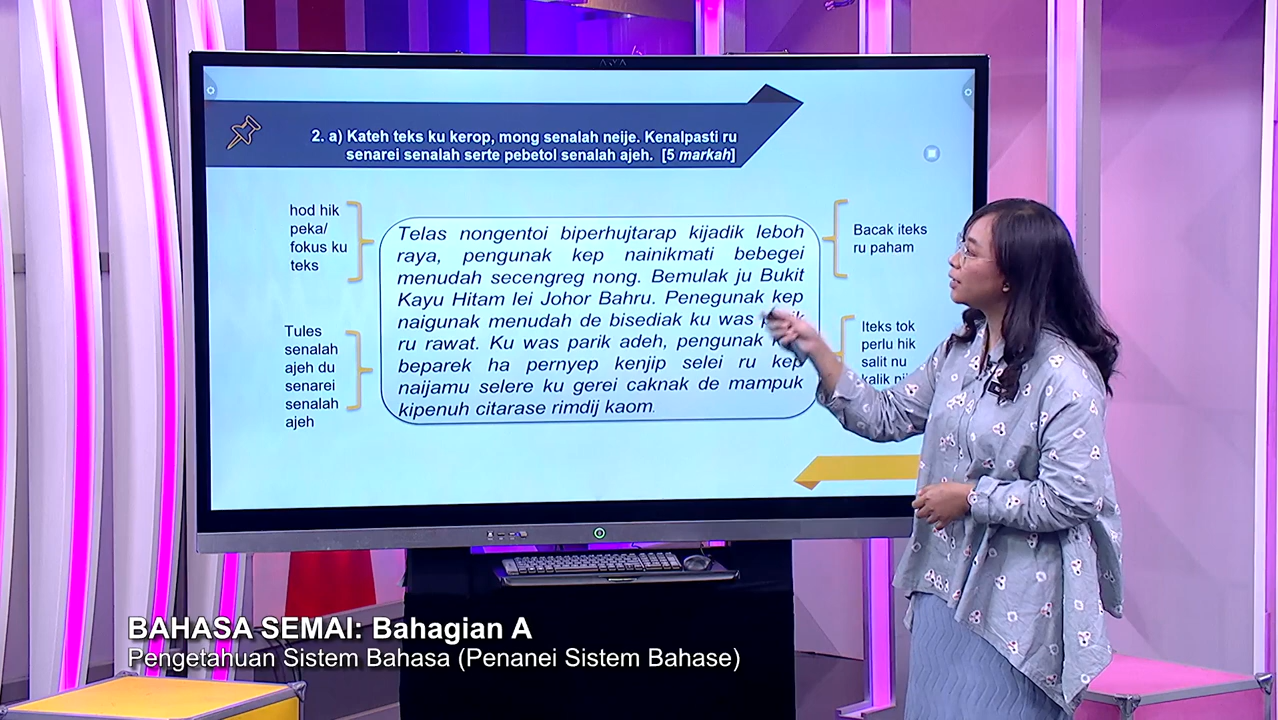 2. a) Kateh teks ku kerop, mong senalah neije. Kenalpasti ru
senarei senalah serte pebetol senalah ajeh. [5 markah]
hod hik
peka/
fokus ku
teks
Tules
senalah
ajeh du
senarei
senalah
ajeh
Telas nongentoi biperhujtarap kijadik leboh
raya, pengunak kep nainikmati bebegei
menudah secengreg nong. Bemulak ju Bukit
Kayu Hitam lei Johor Bahru. Penegunak kep
naigunak menudah de bisediak ku was
ru rawat. Ku was parik adeh, pengunak
beparek ha pernyep kenjip selei ru kep
naijamu selere ku gerei caknak de mampuk
kipenuh citarase rimdij kaom.
Bacak iteks
ru paham
Iteks tok
perlu hik
salit nu
kalik
BAHASA SEMAI: Bahagian A
Pengetahuan Sistem Bahasa (Penanei Sistem Bahase)